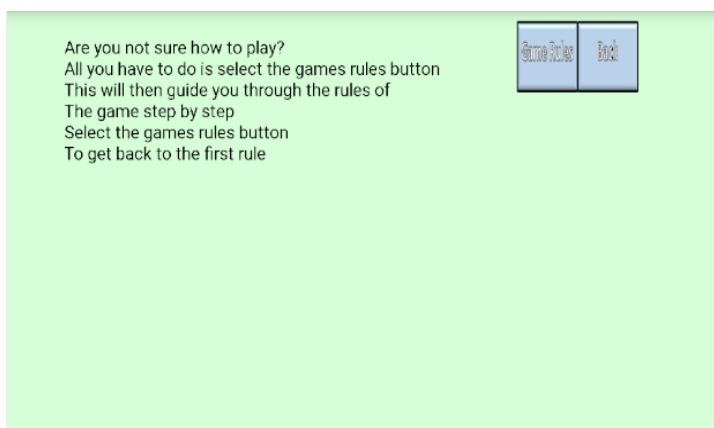 Are you not sure how to play?
All you have to do is select the games rules button
This will then guide you through the rules of
The game step by step
Select the games rules button
To get back to the first rule
Game Rules
Back